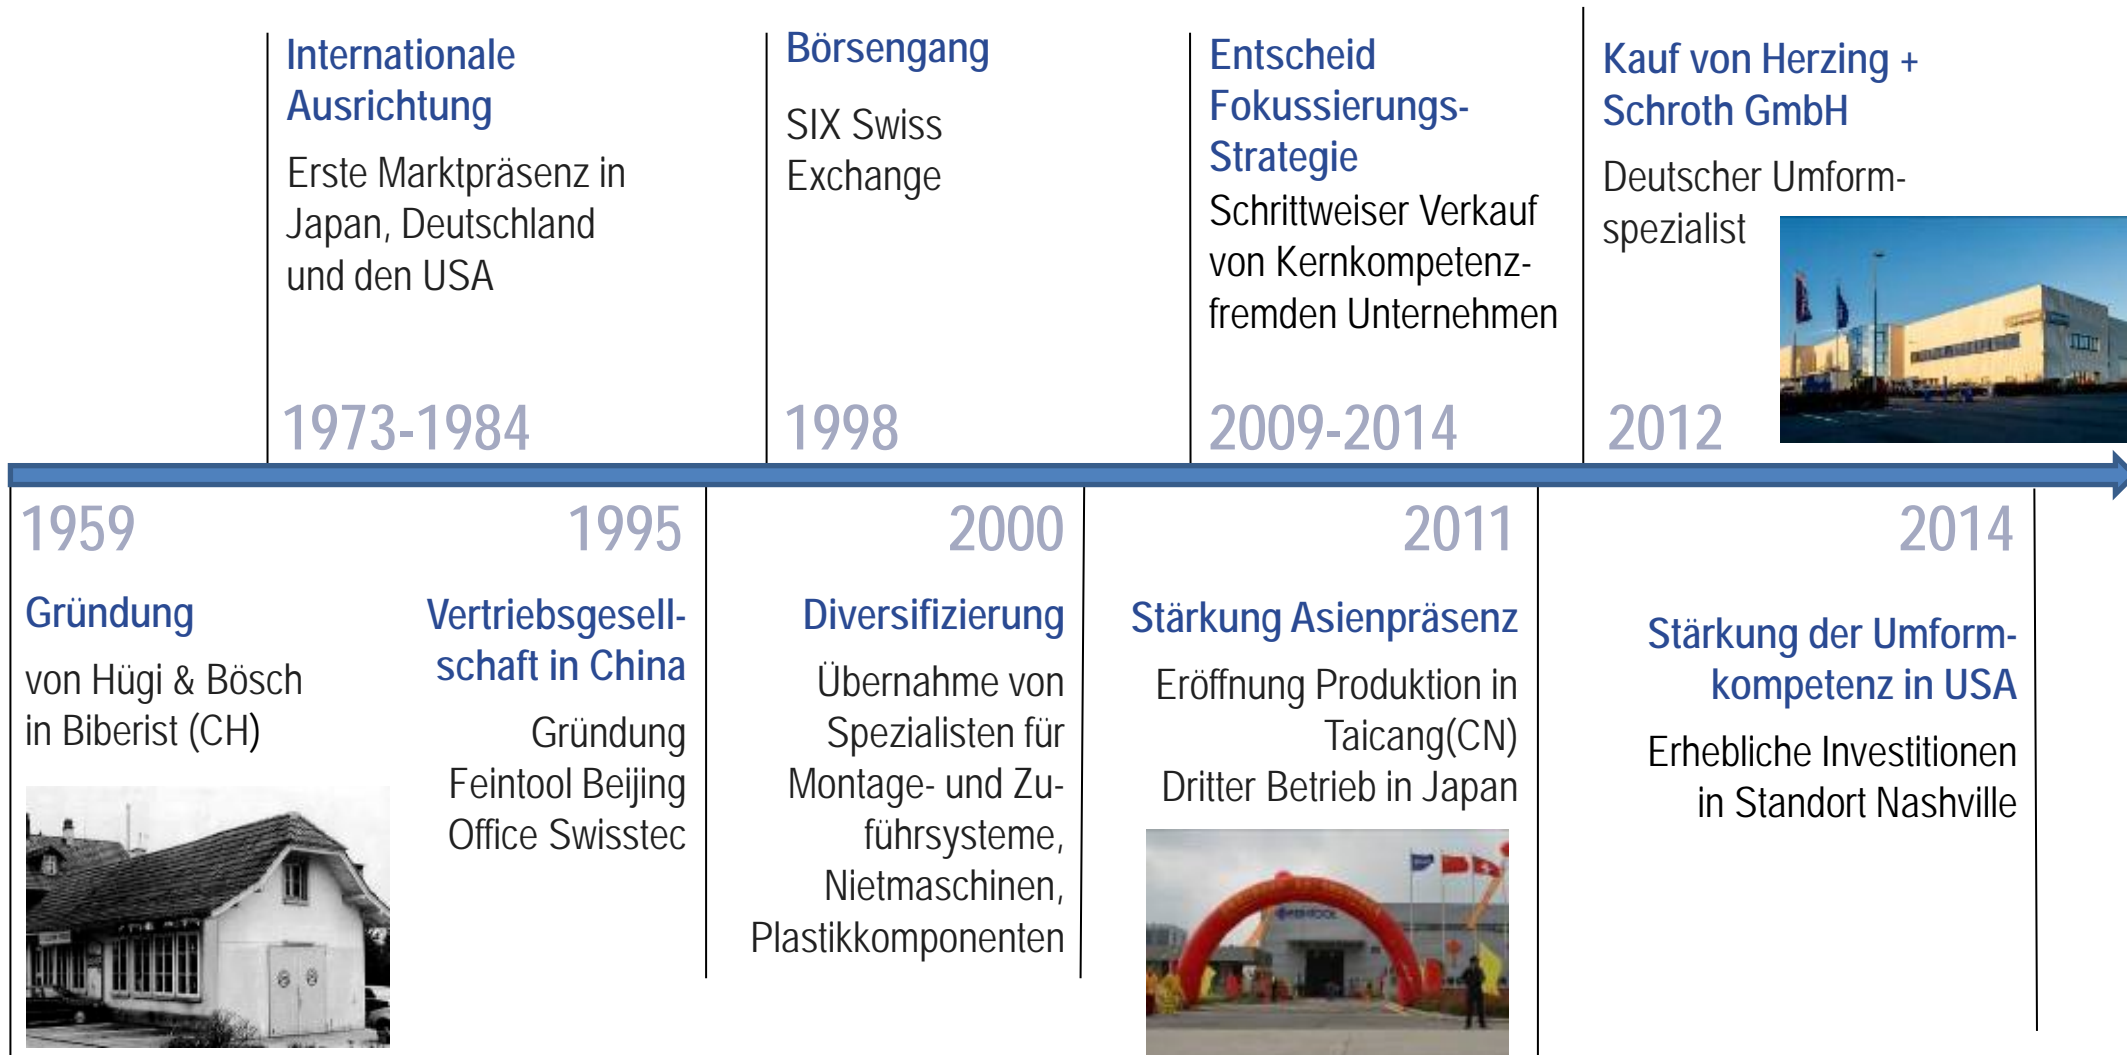 Internationale
Ausrichtung
Erste Marktpräsenz in
Japan, Deutschland
und den USA
1973-1984
Börsengang
SIX Swiss
Exchange
1998
Entscheid
Fokussierungs-
Strategie
Schrittweiser Verkauf
von Kernkompetenz-
fremden Unternehmen
2009-2014
Kauf von Herzing +
Schroth GmbH
Deutscher Umform-
spezialist
2012
1959
Gründung
von Hügi & Bösch
in Biberist (CH)
1995
Vertriebsgesell-
schaft in China
Gründung
Feintool Beijing
Office Swisstec
2000
Diversifizierung
Übernahme von
Spezialisten für
Montage- und Zu-
führsysteme,
Nietmaschinen,
Plastikkomponenten
2011
Stärkung Asienpräsenz
Eröffnung Produktion in
Taicang(CN)
Dritter Betrieb in Japan
FEINTOOL
2014
Stärkung der Umform-
kompetenz in USA
Erhebliche Investitionen
in Standort Nashville